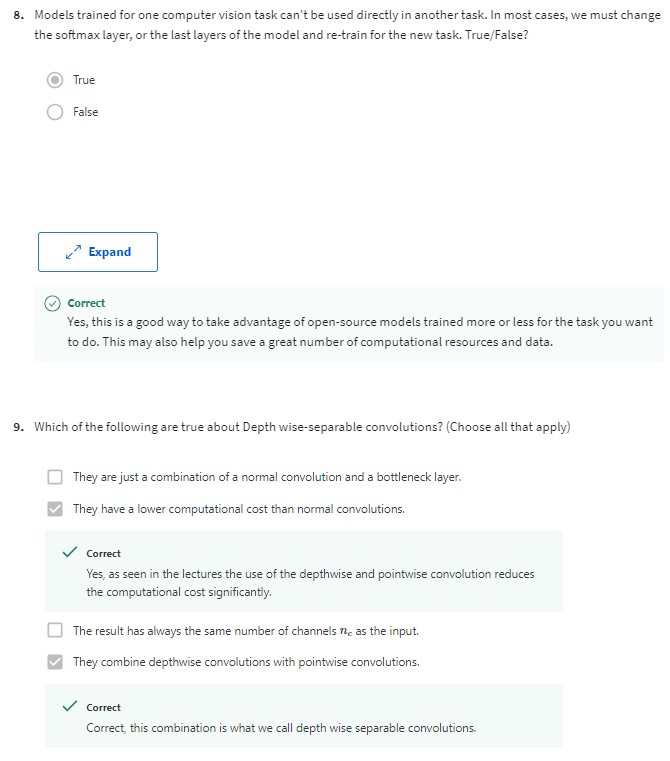 8. Models trained for one computer vision task can't be used directly in another task. In most cases, we must change
the softmax layer, or the last layers of the model and re-train for the new task. True/False?
True
False
Expand
Correct
Yes, this is a good way to take advantage of open-source models trained more or less for the task you want
to do. This may also help you save a great number of computational resources and data.
9. Which of the following are true about Depth wise-separable convolutions? (Choose all that apply)
They are just a combination of a normal convolution and a bottleneck layer.
They have a lower computational cost than normal convolutions.
Correct
Yes, as seen in the lectures the use of the depthwise and pointwise convolution reduces
the computational cost significantly.
The result has always the same number of channels n_c as the input.
They combine depthwise convolutions with pointwise convolutions.
Correct
Correct, this combination is what we call depth wise separable convolutions.